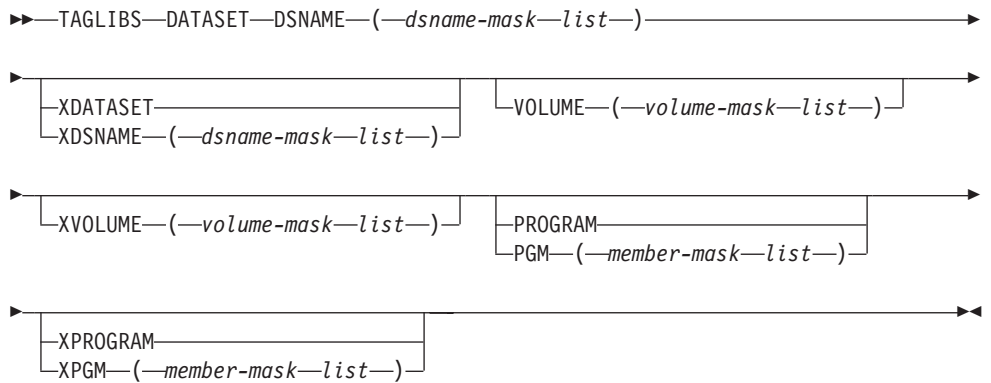 TAGLIBS DATASET DSNAME ( dsname-mask list )
XDATASET
XDSNAME ( dsname-mask list )
VOLUME ( volume-mask list )
XVOLUME ( volume-mask list )
PROGRAM
PGM ( member-mask list )
XPROGRAM
XPGM ( member-mask list )